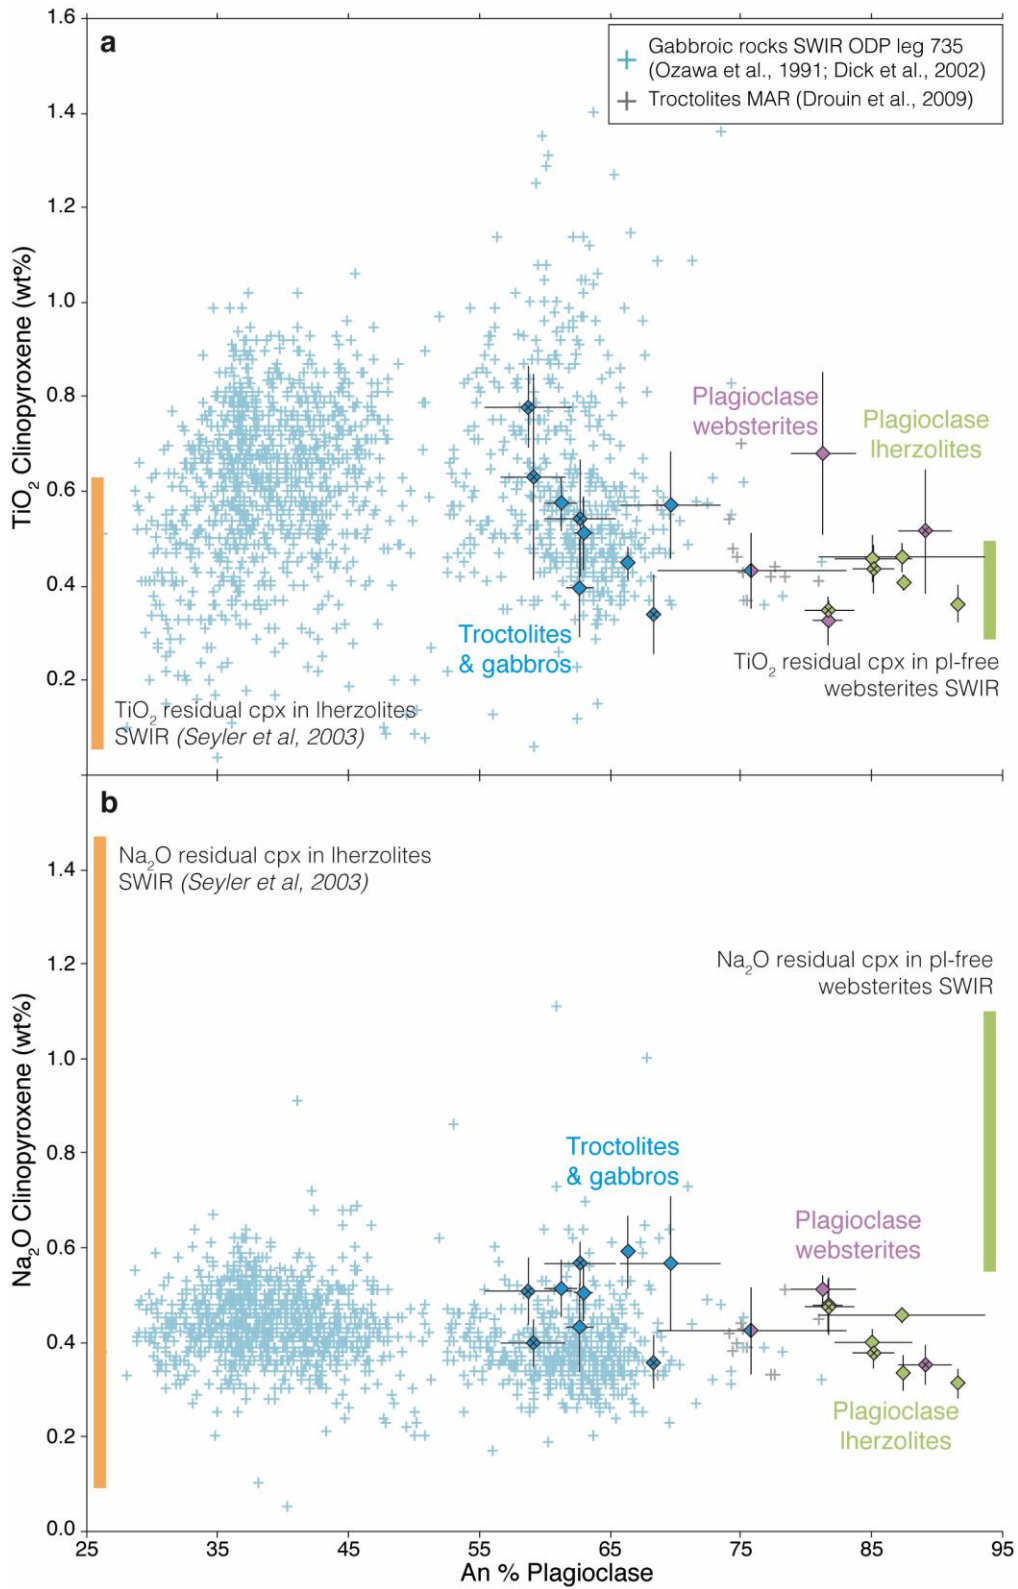 1.6
a
Gabbroic rocks SWIR ODP leg 735
(Ozawa et al., 1991; Dick et al., 2002)
Troctolites MAR (Drouin et al., 2009)
1.4
1.2
1.0
0.8
0.6
0.4
0.2
TiO2 Clinopyroxene (wt%)
Plagioclase
websterites
Plagioclase
lherzolites
Troctolites
& gabbros
TiO2 residual cpx in pl-free
websterites SWIR
TiO2 residual cpx in lherzolites
SWIR (Seyler et al, 2003)
b
Na2O residual cpx in lherzolites
SWIR (Seyler et al, 2003)
1.4
1.2
1.0
0.8
0.6
0.4
0.2
0.0
Na2O Clinopyroxene (wt%)
Na2O residual cpx in pl-free
websterites SWIR
Troctolites
& gabbros
Plagioclase
websterites
Plagioclase
lherzolites
25 35 45 55 65 75 85 95
An % Plagioclase